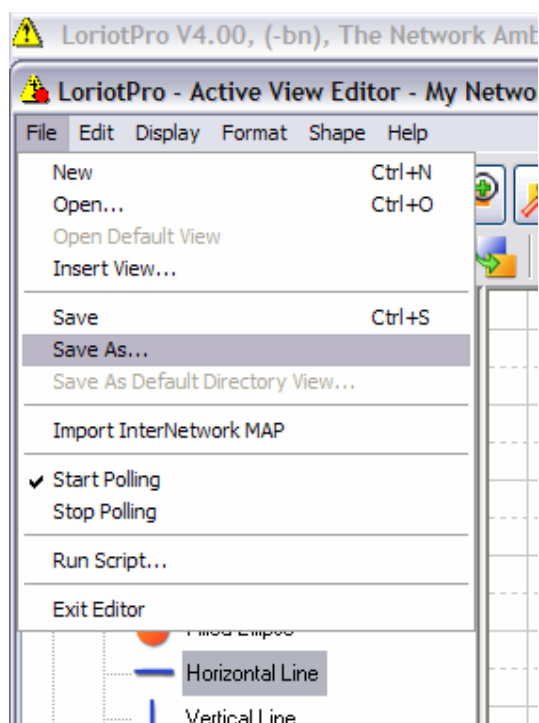 LoriotPro V4.00, (-bn), The Network Amb
LoriotPro - Active View Editor - My Netwo
File Edit Display Format Shape Help
New Ctrl+N
Open... Ctrl+O
Open Default View
Insert View...
Save Ctrl+S
Save As...
Save As Default Directory View...
Import InterNetwork MAP
Start Polling
Stop Polling
Run Script...
Exit Editor
Filled Ellipse
Horizontal Line
Vertical Line